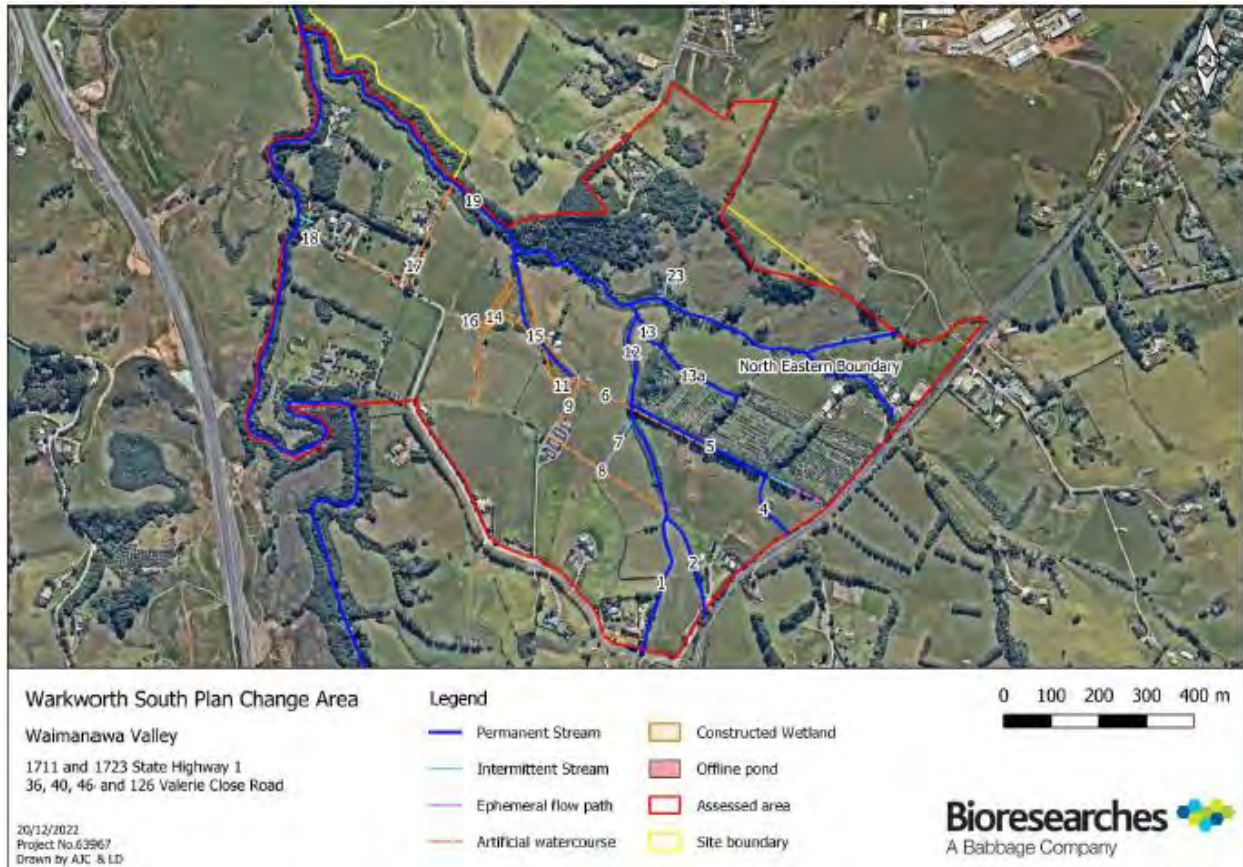 19
18
17
23
16
14
15
13
12
North Eastern Boundary
13a
11
6
9
7
5
8
4
2
1
Warkworth South Plan Change Area
Waimanawa Valley
1711 and 1723 State Highway 1
36, 40, 46 and 126 Valerie Close Road
20/12/2022
Project No.63967
Drawn by AJC & LD
Legend
Permanent Stream
Intermittent Stream
Ephemeral flow path
Artificial watercourse
Constructed Wetland
Offline pond
Assessed area
Site boundary
0 100 200 300 400 m
Bioresearches
A Babbage Company